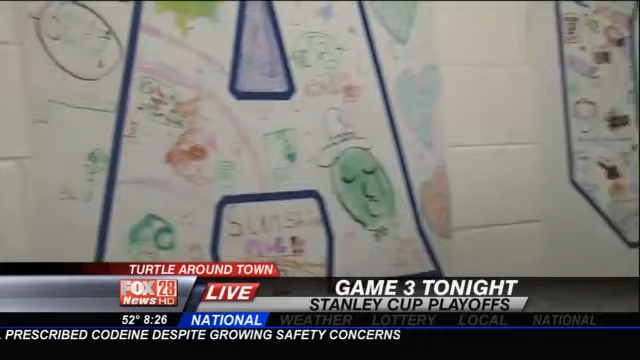 SUNSH
TURTLE AROUND TOWN
FOX 28
NEWS HD
LIVE
GAME 3 TONIGHT
STANLEY CUP PLAYOFFS
52° 8:26
NATIONAL WEATHER LOTTERY LOCAL NATIONAL
PRESCRIBED CODEINE DESPITE GROWING SAFETY CONCERNS